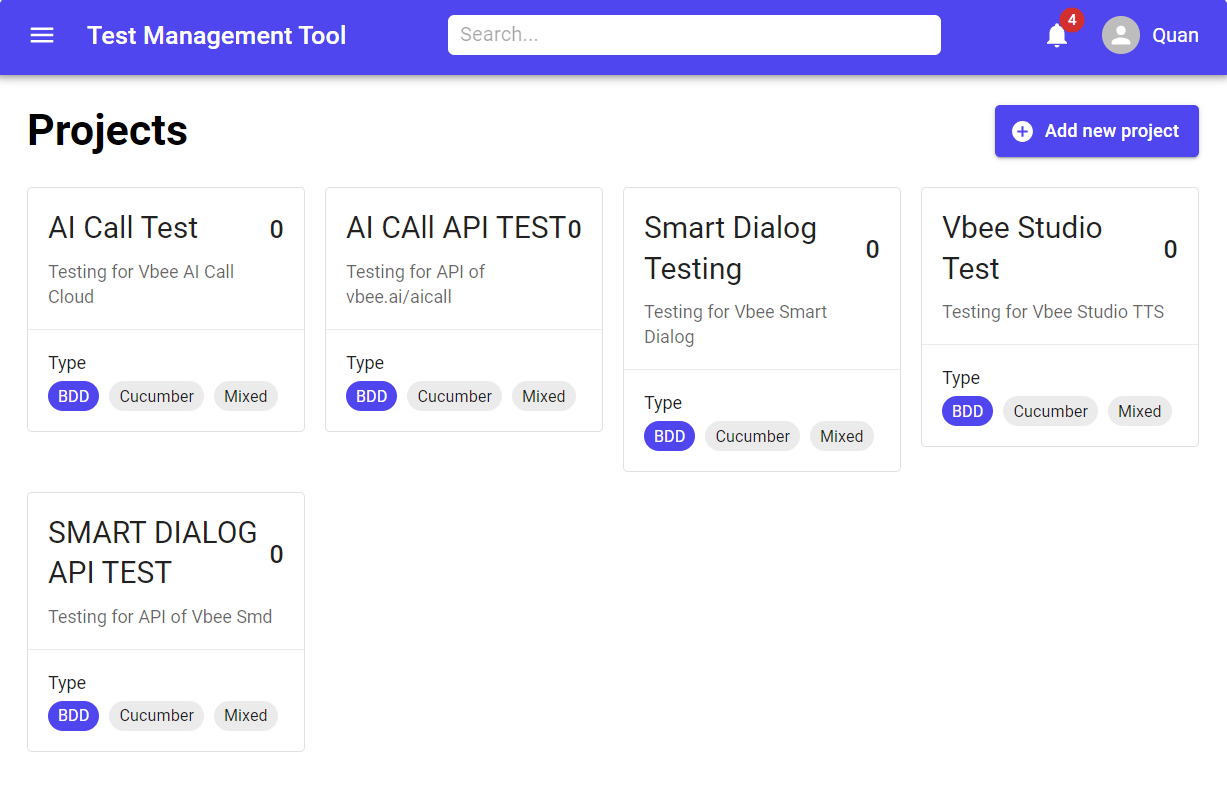 Test Management Tool
Search...
4
Quan
Projects
Add new project
AI Call Test
0
Testing for Vbee AI Call
Cloud
Type
BDD Cucumber Mixed
AI CAll API TEST
0
Testing for API of
vbee.ai/aicall
Type
BDD Cucumber Mixed
Smart Dialog
Testing
0
Testing for Vbee Smart
Dialog
Type
BDD Cucumber Mixed
Vbee Studio
Test
0
Testing for Vbee Studio TTS
Type
BDD Cucumber Mixed
SMART DIALOG
API TEST
0
Testing for API of Vbee Smd
Type
BDD Cucumber Mixed